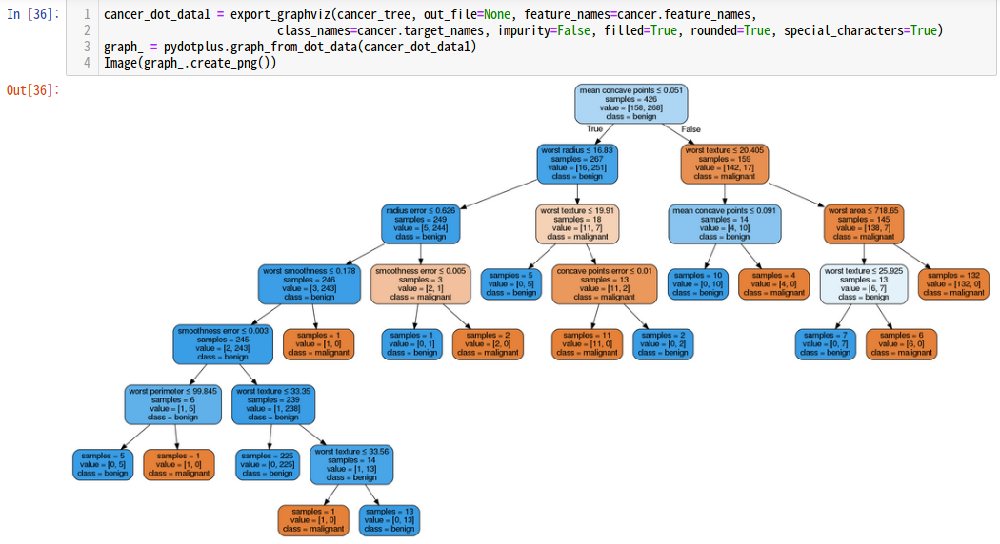 In [36]:
1 cancer_dot_data1 = export_graphviz(cancer_tree, out_file=None, feature_names=cancer.feature_names,
2 class_names=cancer.target_names, impurity=False, filled=True, rounded=True, special_characters=True)
3 graph_ = pydotplus.graph_from_dot_data(cancer_dot_data1)
4 Image(graph_.create_png())
Out[36]:
mean concave points ≤ 0.051
samples = 426
value = [158, 268]
class = benign
True
False
worst radius ≤ 16.83
samples = 267
value = [16, 251]
class = benign
worst texture ≤ 20.405
samples = 159
value = [142, 17]
class = malignant
radius error ≤ 0.626
samples = 249
value = [5, 244]
class = benign
worst texture ≤ 19.91
samples = 18
value = [11, 7]
class = malignant
mean concave points ≤ 0.091
samples = 14
value = [4, 10]
class = benign
worst area ≤ 718.65
samples = 145
value = [138, 7]
class = malignant
worst smoothness ≤ 0.178
samples = 246
value = [3, 243]
class = benign
smoothness error ≤ 0.005
samples = 3
value = [2, 1]
class = malignant
samples = 5
value = [0, 5]
class = benign
concave points error ≤ 0.01
samples = 13
value = [11, 2]
class = malignant
samples = 10
value = [0, 10]
class = benign
samples = 4
value = [4, 0]
class = malignant
worst texture ≤ 25.925
samples = 13
value = [6, 7]
class = benign
samples = 132
value = [132, 0]
class = malignant
smoothness error ≤ 0.003
samples = 245
value = [2, 243]
class = benign
samples = 1
value = [1, 0]
class = malignant
samples = 1
value = [0, 1]
class = benign
samples = 2
value = [2, 0]
class = malignant
samples = 11
value = [11, 0]
class = malignant
samples = 2
value = [0, 2]
class = benign
samples = 7
value = [0, 7]
class = benign
samples = 6
value = [6, 0]
class = malignant
worst perimeter ≤ 99.845
samples = 6
value = [1, 5]
class = benign
worst texture ≤ 33.35
samples = 239
value = [1, 238]
class = benign
samples = 5
value = [0, 5]
class = benign
samples = 1
value = [1, 0]
class = malignant
samples = 225
value = [0, 225]
class = benign
worst texture ≤ 33.56
samples = 14
value = [1, 13]
class = benign
samples = 1
value = [1, 0]
class = malignant
samples = 13
value = [0, 13]
class = benign